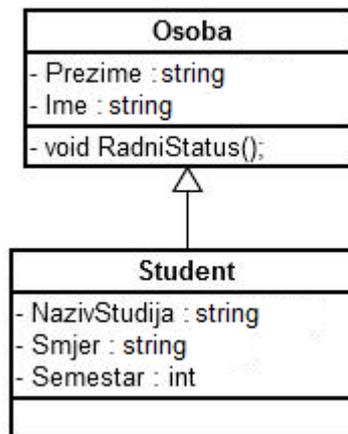 Osoba
- Prezime : string
- Ime : string
- void RadniStatus();
Student
- NazivStudija : string
- Smjer : string
- Semestar : int